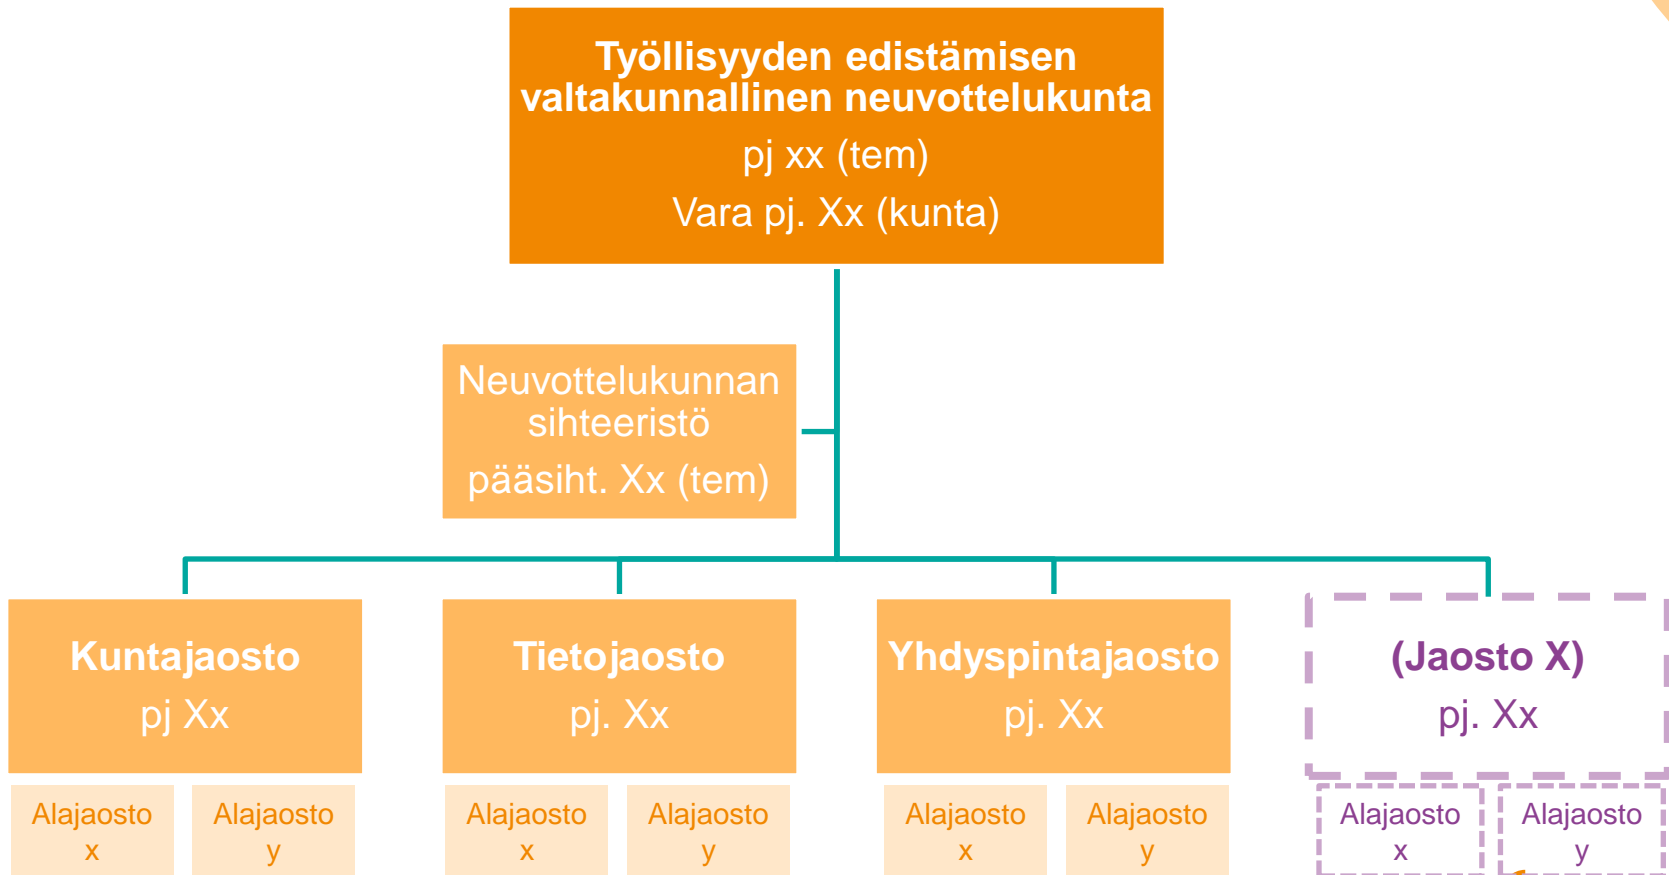 Työllisyyden edistämisen
valtakunnallinen neuvottelukunta
pj xx (tem)
Vara pj. Xx (kunta)
Neuvottelukunnan
sihteeristö
pääsiht. Xx (tem)
Kuntajaosto
pj Xx
Tietojaosto
pj. Xx
Yhdyspintajaosto
pj. Xx
(Jaosto X)
pj. Xx
Alajaosto
x
Alajaosto
y
Alajaosto
x
Alajaosto
y
Alajaosto
x
Alajaosto
y
Alajaosto
x
Alajaosto
y